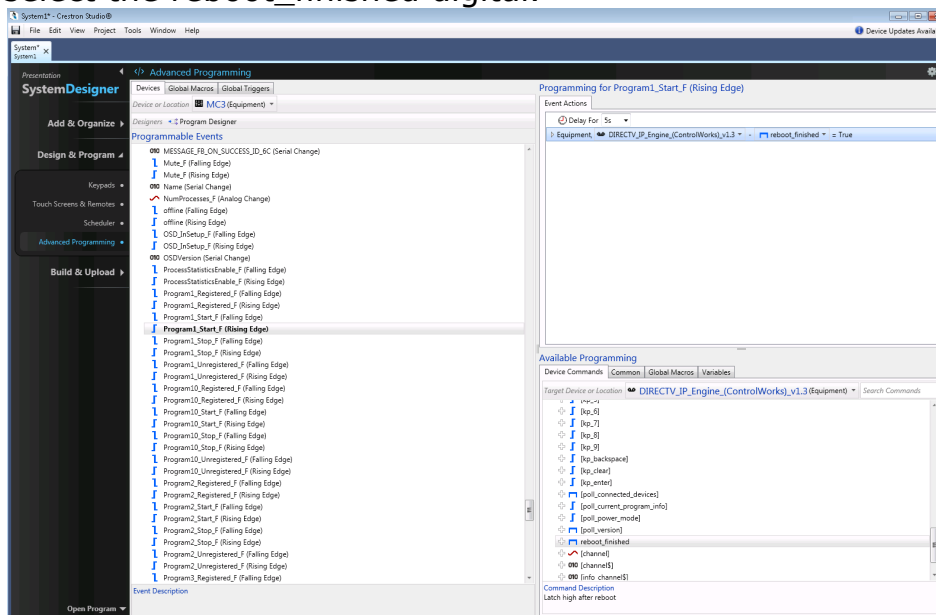 select the reboot_finished digital.
System1* - Crestron Studio®
File Edit View Project Tools Window Help
Device Updates Availa
System* x
System1
Presentation
SystemDesigner
Add & Organize
Design & Program
Keypads
Touch Screens & Remotes
Scheduler
Advanced Programming
Build & Upload
Open Program
</> Advanced Programming
Devices Global Macros Global Triggers
Device or Location MC3 (Equipment)
Designers Program Designer
Programmable Events
010 MESSAGE_FB_ON_SUCCESS_ID_6C (Serial Change)
Mute_F (Falling Edge)
Mute_F (Rising Edge)
010 Name (Serial Change)
NumProcesses_F (Analog Change)
offline (Falling Edge)
offline (Rising Edge)
OSD_InSetup_F (Falling Edge)
OSD_InSetup_F (Rising Edge)
010 OSDVersion (Serial Change)
ProcessStatisticsEnable_F (Falling Edge)
ProcessStatisticsEnable_F (Rising Edge)
Program1_Registered_F (Falling Edge)
Program1_Registered_F (Rising Edge)
Program1_Start_F (Falling Edge)
Program1_Start_F (Rising Edge)
Program1_Stop_F (Falling Edge)
Program1_Stop_F (Rising Edge)
Program1_Unregistered_F (Falling Edge)
Program1_Unregistered_F (Rising Edge)
Program10_Registered_F (Falling Edge)
Program10_Registered_F (Rising Edge)
Program10_Start_F (Falling Edge)
Program10_Start_F (Rising Edge)
Program10_Stop_F (Falling Edge)
Program10_Stop_F (Rising Edge)
Program10_Unregistered_F (Falling Edge)
Program10_Unregistered_F (Rising Edge)
Program2_Registered_F (Falling Edge)
Program2_Registered_F (Rising Edge)
Program2_Start_F (Falling Edge)
Program2_Start_F (Rising Edge)
Program2_Stop_F (Falling Edge)
Program2_Stop_F (Rising Edge)
Program2_Unregistered_F (Falling Edge)
Program2_Unregistered_F (Rising Edge)
Program3_Registered_F (Falling Edge)
Event Description
Programming for Program1_Start_F (Rising Edge)
Event Actions
Delay For 5s
Equipment, DIRECTV_IP_Engine_(ControlWorks)_v1.3 - reboot_finished = True
Available Programming
Device Commands Common Global Macros Variables
Target Device or Location DIRECTV_IP_Engine_(ControlWorks)_v1.3 (Equipment) Search Commands
[kp_5]
[kp_6]
[kp_7]
[kp_8]
[kp_9]
[kp_backspace]
[kp_clear]
[kp_enter]
[poll_connected_devices]
[poll_current_program_info]
[poll_power_mode]
[poll_version]
reboot_finished
[channel]
010 [channel$]
010 [info_channel$]
Command Description
Latch high after reboot